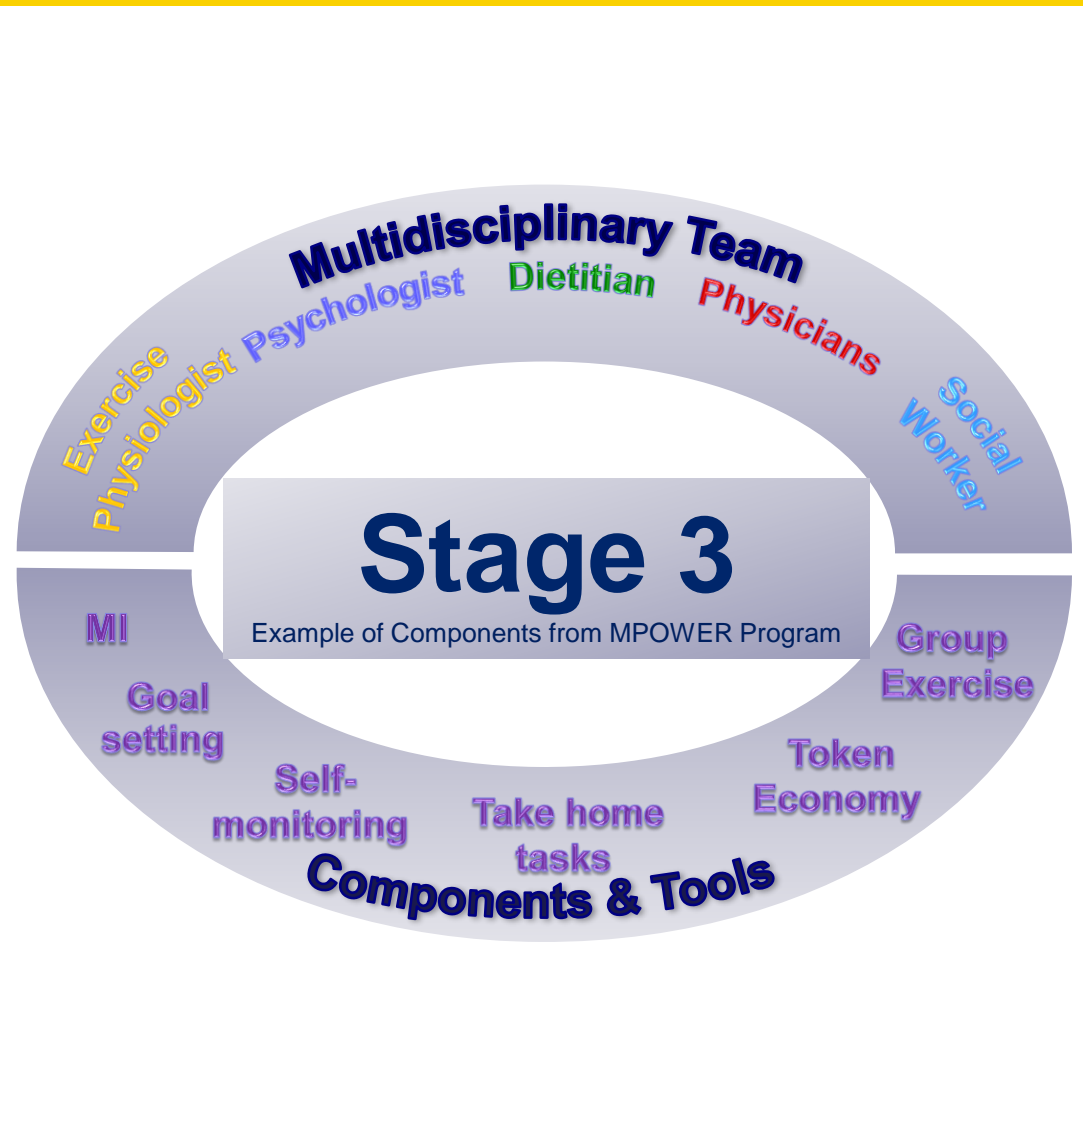 Multidisciplinary Team
Exercise
Physiologist
Psychologist
Dietitian
Physicians
Social
Worker
Stage 3
Example of Components from MPOWER Program
MI
Goal
setting
Self-
monitoring
Take home
tasks
Token
Economy
Group
Exercise
Components & Tools